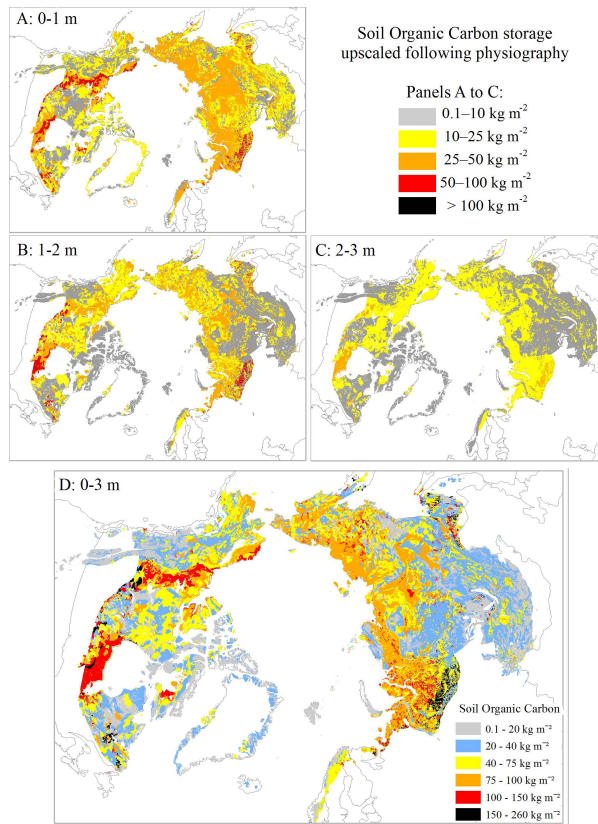 A: 0-1 m
Soil Organic Carbon storage
upscaled following physiography
Panels A to C:
0.1–10 kg m⁻²
10–25 kg m⁻²
25–50 kg m⁻²
50–100 kg m⁻²
> 100 kg m⁻²
B: 1-2 m
C: 2-3 m
D: 0-3 m
Soil Organic Carbon
0.1 - 20 kg m⁻²
20 - 40 kg m⁻²
40 - 75 kg m⁻²
75 - 100 kg m⁻²
100 - 150 kg m⁻²
150 - 260 kg m⁻²